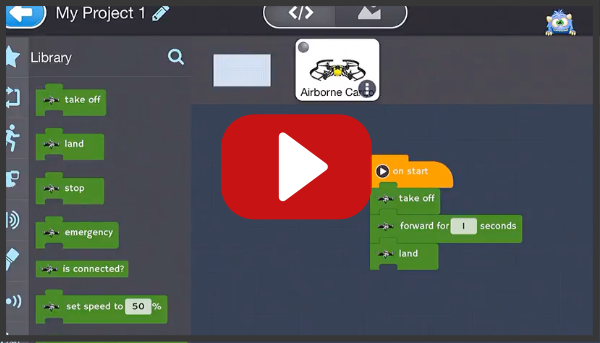 My Project 1
</>
Library
Airborne Cargo
take off
land
stop
emergency
is connected?
set speed to 50 %
on start
take off
forward for 1 seconds
land